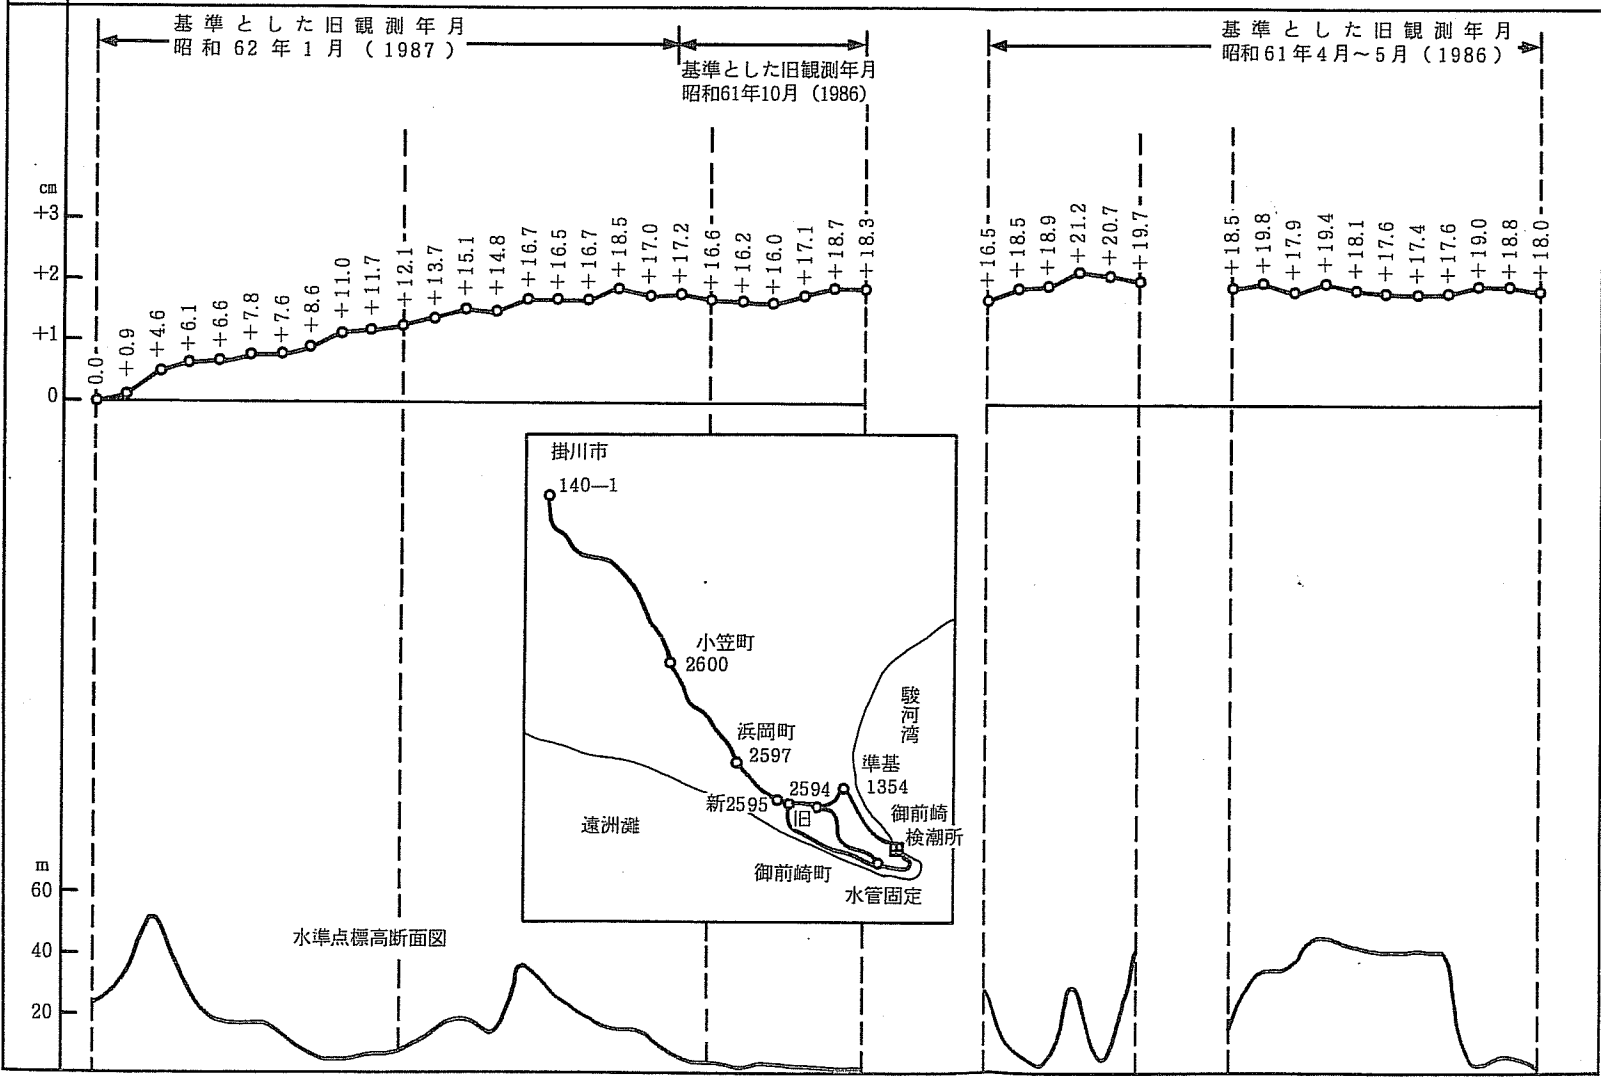 基準とした旧観測年月
昭和62年1月(1987)
基準とした旧観測年月
昭和61年10月(1986)
基準とした旧観測年月
昭和61年4月～5月(1986)
cm
+3
+2
+1
0
0.0
+0.9
+4.6
+6.1
+6.6
+7.8
+7.6
+8.6
+11.0
+11.7
+12.1
+13.7
+15.1
+14.8
+16.7
+16.5
+16.7
+18.5
+17.0
+17.2
+16.6
+16.2
+16.0
+17.1
+18.7
+18.3
+16.5
+18.5
+18.9
+21.2
+20.7
+19.7
+18.5
+19.8
+17.9
+19.4
+18.1
+17.6
+17.4
+17.6
+19.0
+18.8
+18.0
掛川市
140—1
小笠町
2600
浜岡町
2597
駿河湾
準基
1354
2594
新2595
旧
御前崎
検潮所
遠洲灘
御前崎町
水管固定
m
60
40
20
水準点標高断面図